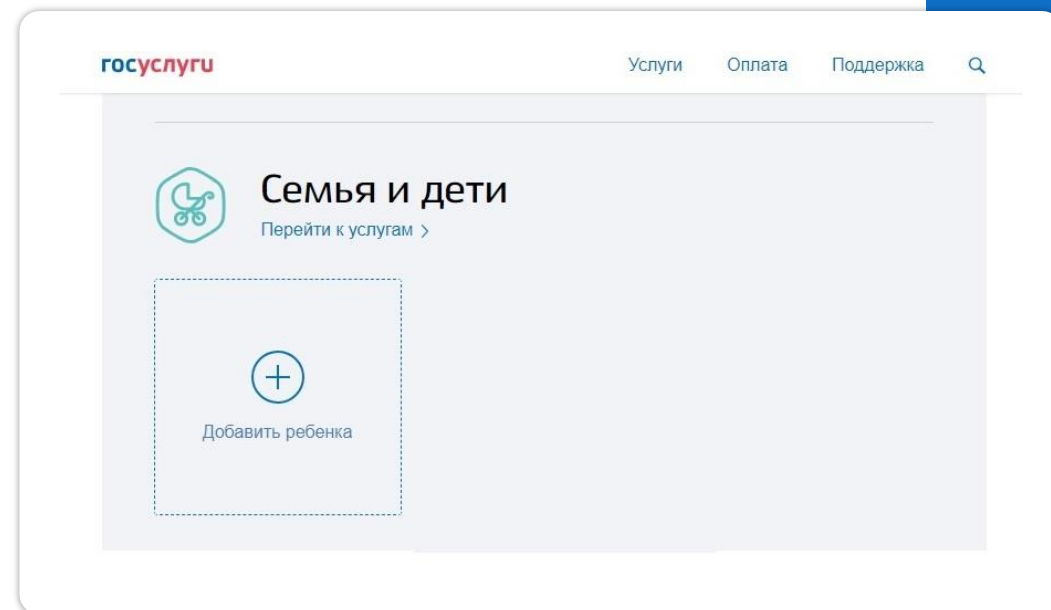 госуслуги Услуги Оплата Поддержка
Семья и дети
Перейти к услугам >
Добавить ребенка